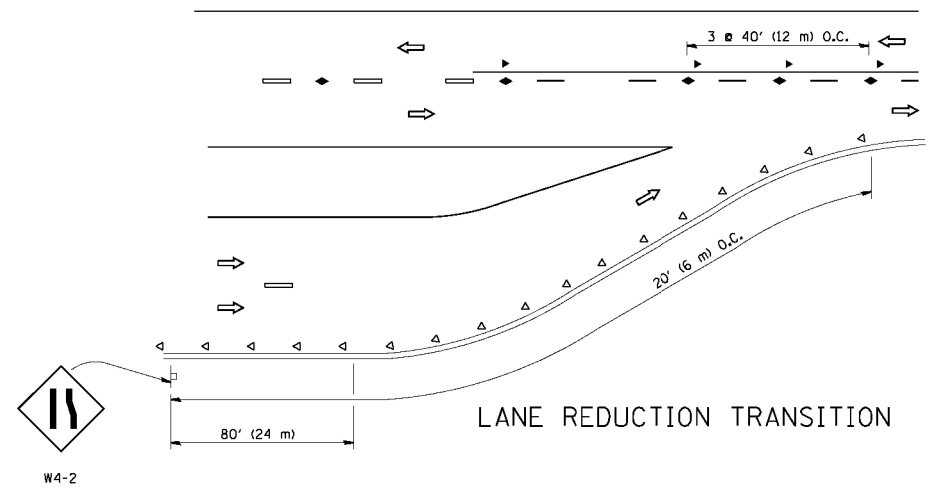 3 @ 40' (12 m) O.C.
20' (6 m) O.C.
LANE REDUCTION TRANSITION
80' (24 m)
W4-2